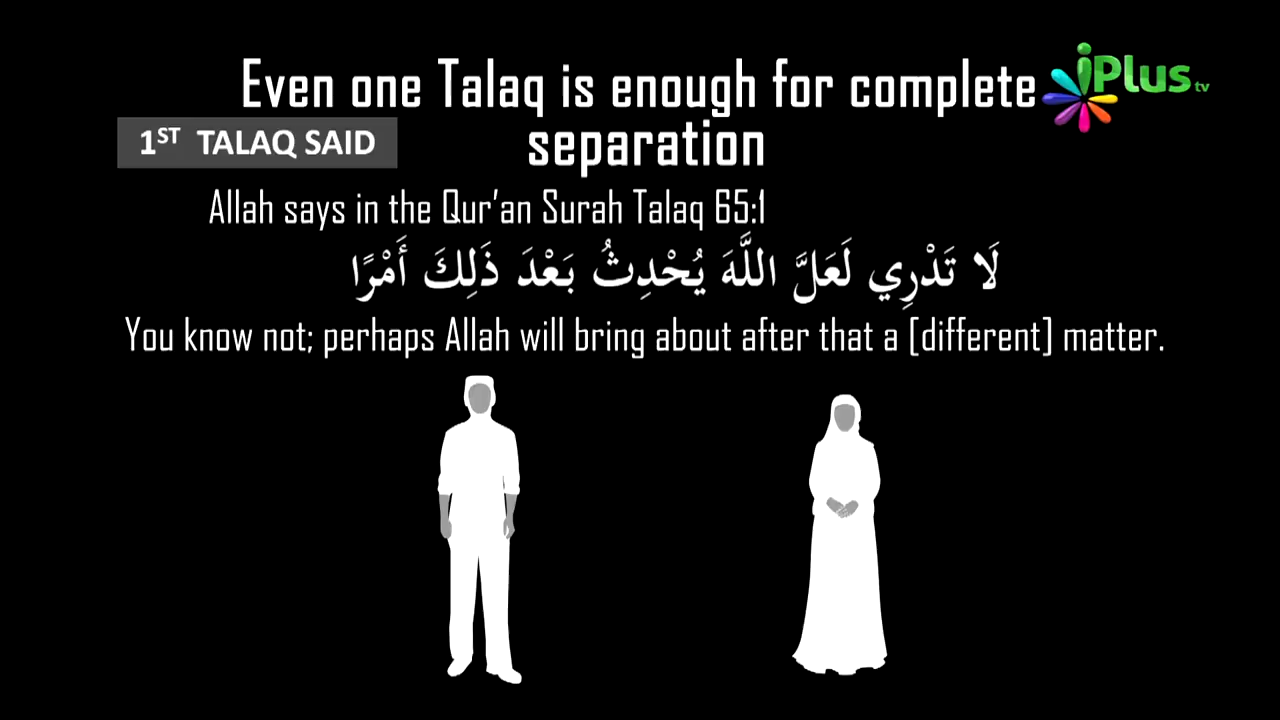 Even one Talaq is enough for complete
separation
iPlus tv
1ST TALAQ SAID
Allah says in the Qur'an Surah Talaq 65:1
لَا تَدْرِي لَعَلَّ اللَّهَ يُحْدِثُ بَعْدَ ذَلِكَ أَمْرًا
You know not; perhaps Allah will bring about after that a [different] matter.